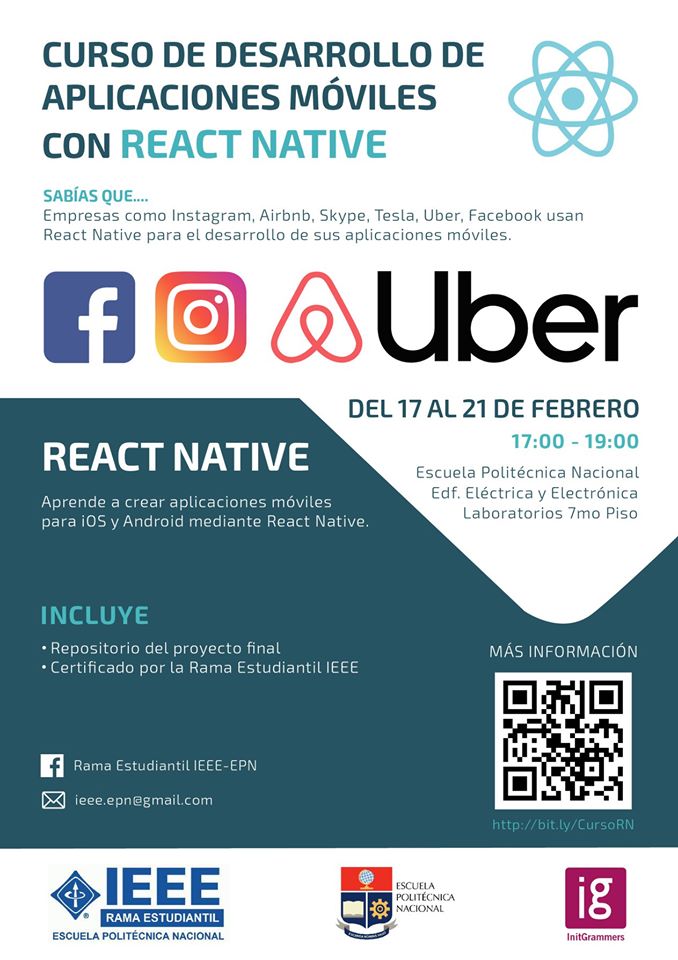 CURSO DE DESARROLLO DE
APLICACIONES MÓVILES
CON REACT NATIVE
SABÍAS QUE....
Empresas como Instagram, Airbnb, Skype, Tesla, Uber, Facebook usan
React Native para el desarrollo de sus aplicaciones móviles.
Uber
DEL 17 AL 21 DE FEBRERO
17:00 - 19:00
Escuela Politécnica Nacional
Edf. Eléctrica y Electrónica
Laboratorios 7mo Piso
REACT NATIVE
Aprende a crear aplicaciones móviles
para iOS y Android mediante React Native.
INCLUYE
• Repositorio del proyecto final
• Certificado por la Rama Estudiantil IEEE
MÁS INFORMACIÓN
http://bit.ly/CursoRN
Rama Estudiantil IEEE-EPN
ieee.epn@gmail.com
IEEE
RAMA ESTUDIANTIL
ESCUELA POLITÉCNICA NACIONAL
ESCUELA
POLITÉCNICA
NACIONAL
ig
InitGrammers